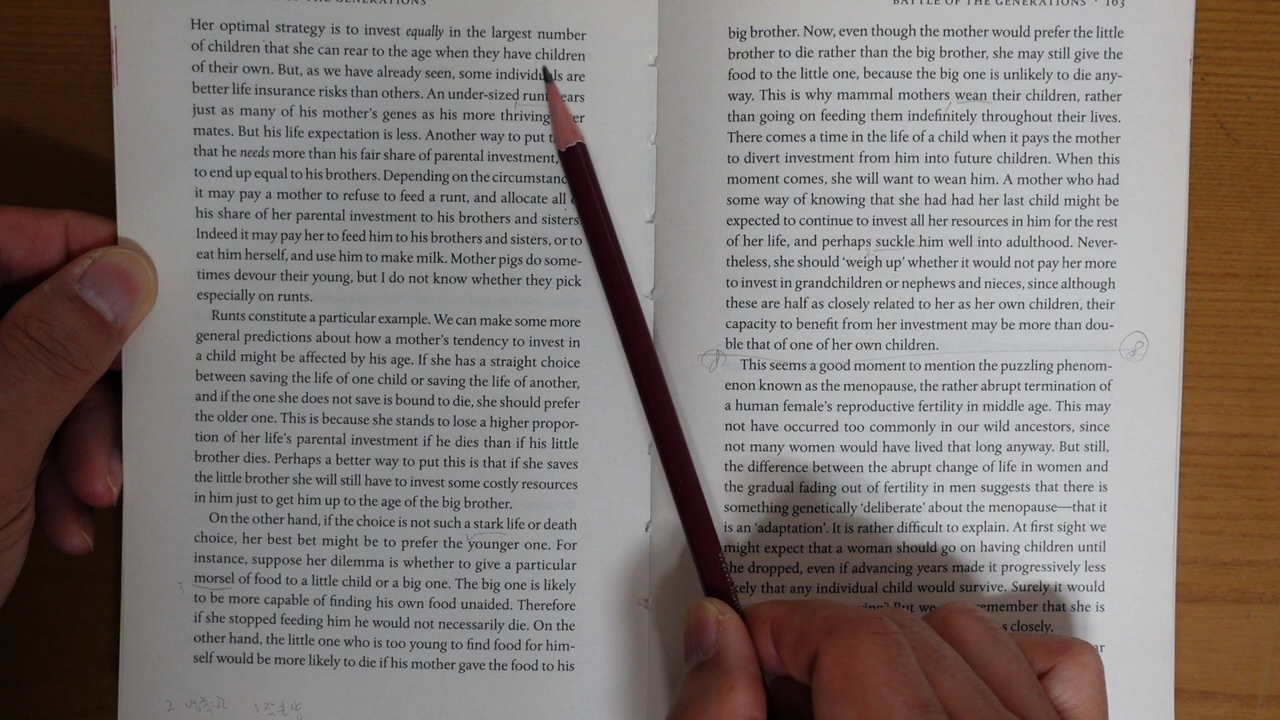 OF THE GENERATIONS
Her optimal strategy is to invest equally in the largest number
of children that she can rear to the age when they have children
of their own. But, as we have already seen, some individuals are
better life insurance risks than others. An under-sized runt
just as many of his mother's genes as his more thriving
mates. But his life expectation is less. Another way to put
that he needs more than his fair share of parental investment,
to end up equal to his brothers. Depending on the
it may pay a mother to refuse to feed a runt, and allocate all
his share of her parental investment to his brothers and sisters.
Indeed it may pay her to feed him to his brothers and sisters, or to
eat him herself, and use him to make milk. Mother pigs do some-
times devour their young, but I do not know whether they pick
especially on runts.
Runts constitute a particular example. We can make some more
general predictions about how a mother's tendency to invest in
a child might be affected by his age. If she has a straight choice
between saving the life of one child or saving the life of another,
and if the one she does not save is bound to die, she should prefer
the older one. This is because she stands to lose a higher propor-
tion of her life's parental investment if he dies than if his little
brother dies. Perhaps a better way to put this is that if she saves
the little brother she will still have to invest some costly resources
in him just to get him up to the age of the big brother.
On the other hand, if the choice is not such a stark life or death
choice, her best bet might be to prefer the younger one. For
instance, suppose her dilemma is whether to give a particular
morsel of food to a little child or a big one. The big one is likely
to be more capable of finding his own food unaided. Therefore
if she stopped feeding him he would not necessarily die. On the
other hand, the little one who is too young to find food for him-
self would be more likely to die if his mother gave the food to his
BATTLE OF THE GENERATIONS · 163
big brother. Now, even though the mother would prefer the little
brother to die rather than the big brother, she may still give the
food to the little one, because the big one is unlikely to die any-
way. This is why mammal mothers wean their children, rather
than going on feeding them indefinitely throughout their lives.
There comes a time in the life of a child when it pays the mother
to divert investment from him into future children. When this
moment comes, she will want to wean him. A mother who had
some way of knowing that she had had her last child might be
expected to continue to invest all her resources in him for the rest
of her life, and perhaps suckle him well into adulthood. Never-
theless, she should 'weigh up' whether it would not pay her more
to invest in grandchildren or nephews and nieces, since although
these are half as closely related to her as her own children, their
capacity to benefit from her investment may be more than dou-
ble that of one of her own children.
8
This seems a good moment to mention the puzzling phenom-
enon known as the menopause, the rather abrupt termination of
a human female's reproductive fertility in middle age. This may
not have occurred too commonly in our wild ancestors, since
not many women would have lived that long anyway. But still,
the difference between the abrupt change of life in women and
the gradual fading out of fertility in men suggests that there is
something genetically 'deliberate' about the menopause—that it
is an 'adaptation'. It is rather difficult to explain. At first sight we
might expect that a woman should go on having children until
she dropped, even if advancing years made it progressively less
likely that any individual child would survive. Surely it would
But we remember that she is
closely.